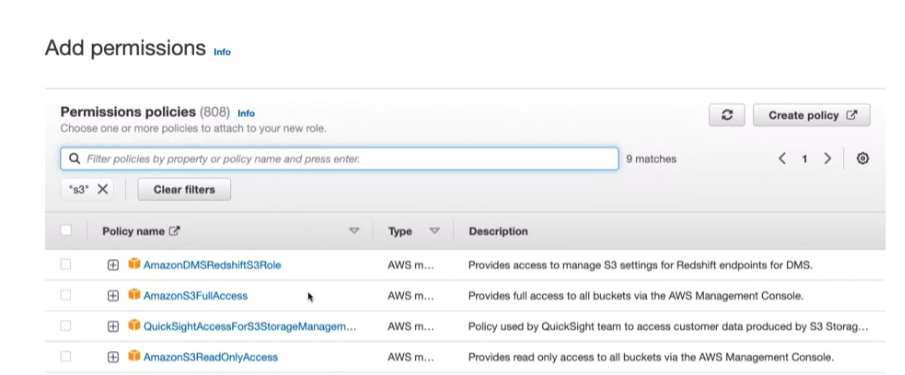 Add permissions Info
Permissions policies (808) Info
Create policy
Choose one or more policies to attach to your new role.
Filter policies by property or policy name and press enter.
9 matches
1
"s3"
Clear filters
Policy name Type Description
AmazonDMSRedshiftS3Role AWS m... Provides access to manage S3 settings for Redshift endpoints for DMS.
AmazonS3FullAccess AWS m... Provides full access to all buckets via the AWS Management Console.
QuickSightAccessForS3StorageManagem... AWS m... Policy used by QuickSight team to access customer data produced by S3 Storag...
AmazonS3ReadOnlyAccess AWS m... Provides read only access to all buckets via the AWS Management Console.